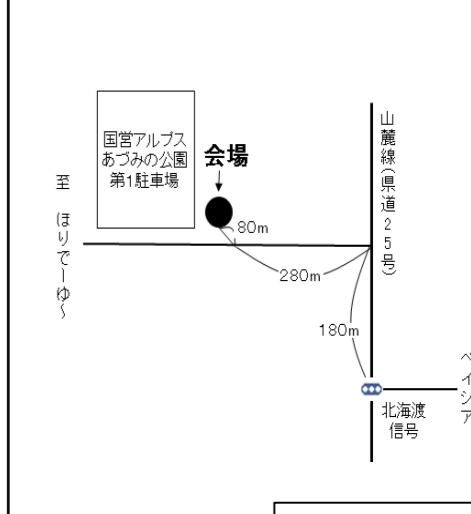 国営アルプス
あづみの公園
第1駐車場
会場
山麓線（県道25号）
至　ほりでーゆ～
80m
280m
180m
北海渡
信号
ベイシア